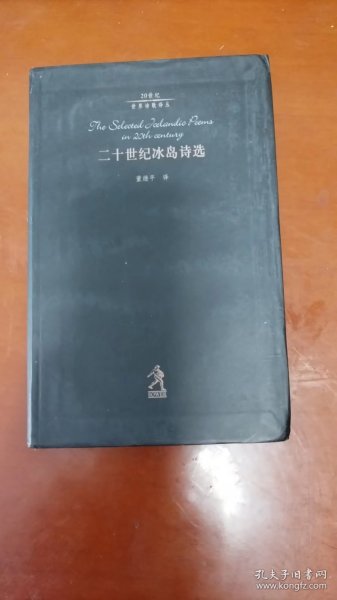 20世纪
世界诗歌译丛
The Selected Icelandic Poems
in 20th century
二十世纪冰岛诗选
董继平 译
SOWER
孔夫子旧书网
www.kongfz.com